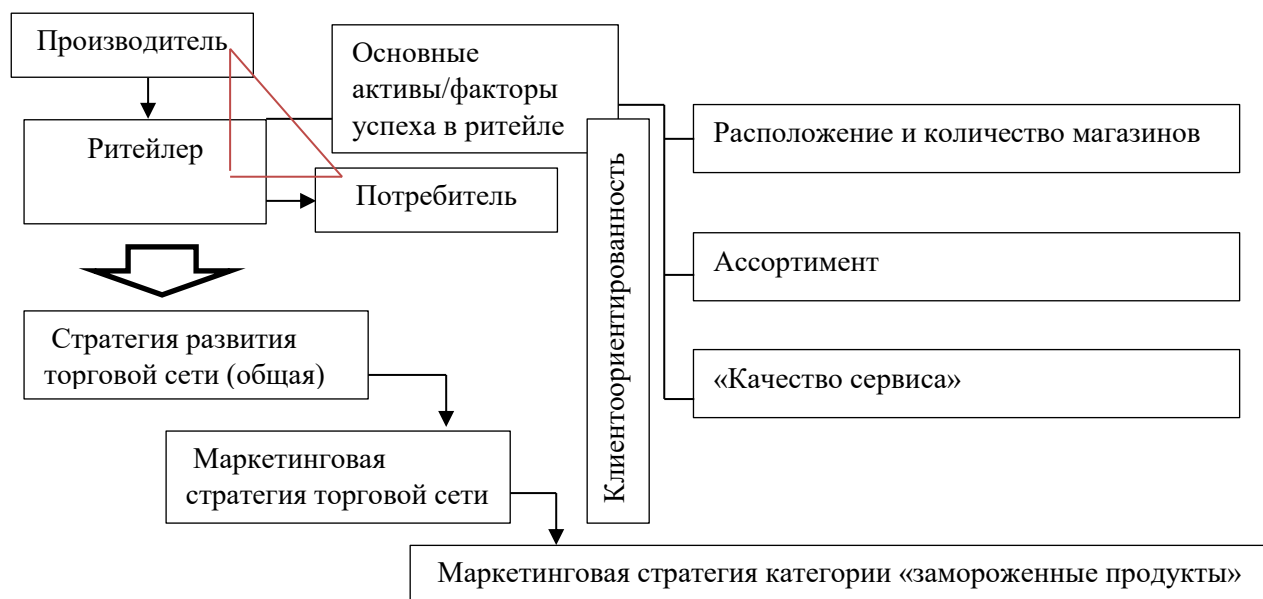 Производитель
Основные
активы/факторы
успеха в ритейле
Ритейлер
Потребитель
Клиентоориентированность
Расположение и количество магазинов
Ассортимент
«Качество сервиса»
Стратегия развития
торговой сети (общая)
Маркетинговая
стратегия торговой сети
Маркетинговая стратегия категории «замороженные продукты»